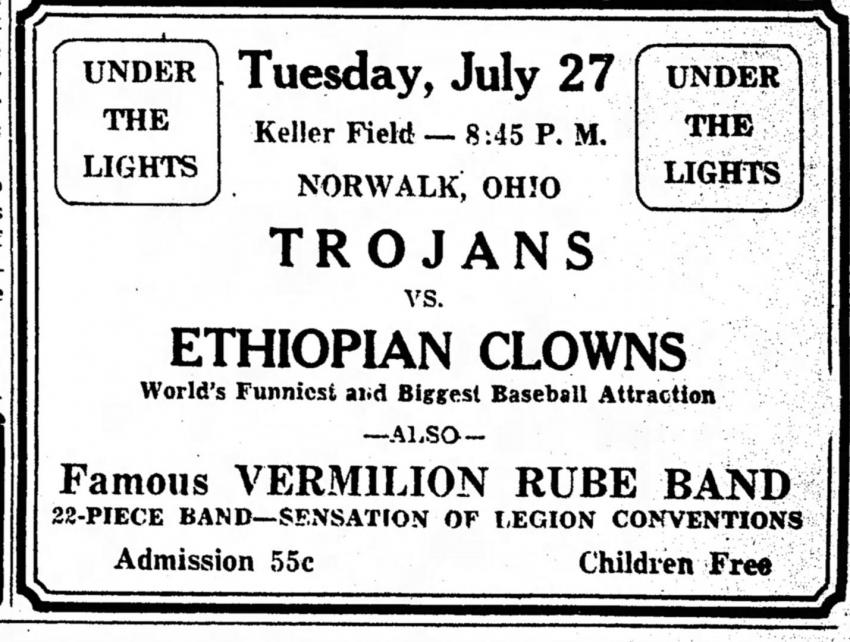 UNDER
THE
LIGHTS
Tuesday, July 27
Keller Field — 8:45 P. M.
NORWALK, OHIO
UNDER
THE
LIGHTS
TROJANS
VS.
ETHIOPIAN CLOWNS
World's Funniest and Biggest Baseball Attraction
—ALSO—
Famous VERMILION RUBE BAND
22-PIECE BAND—SENSATION OF LEGION CONVENTIONS
Admission 55c
Children Free